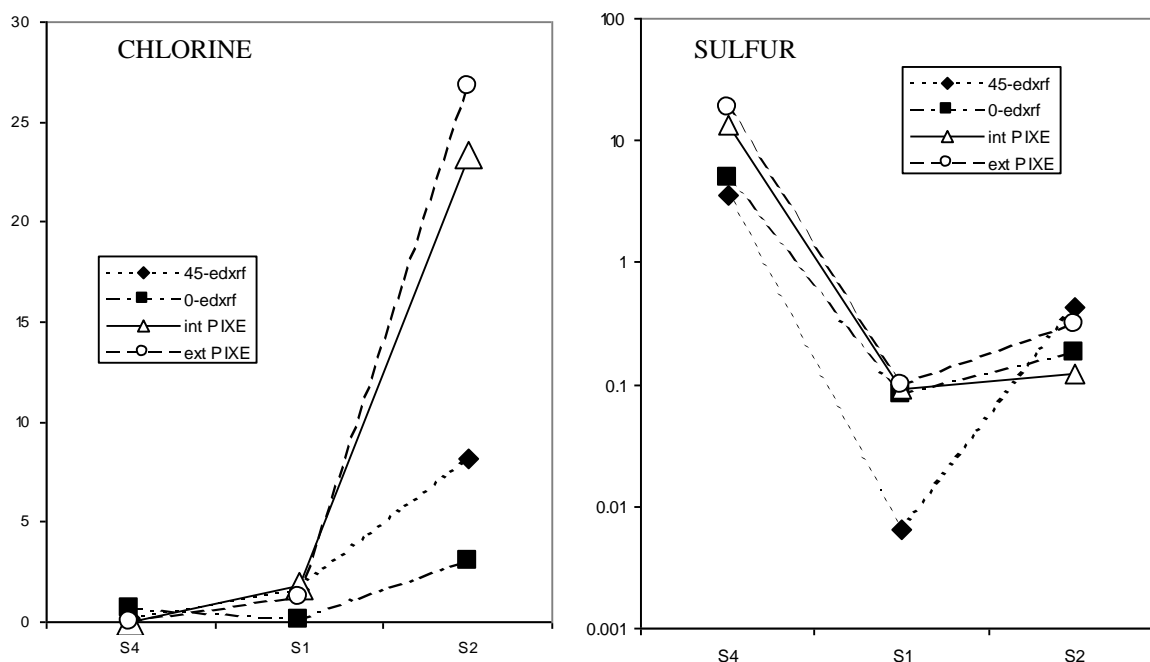 CHLORINE
30
25
20
15
10
5
0
45-edxrf
0-edxrf
int PIXE
ext PIXE
S4 S1 S2
SULFUR
100
10
1
0.1
0.01
0.001
45-edxrf
0-edxrf
int PIXE
ext PIXE
S4 S1 S2